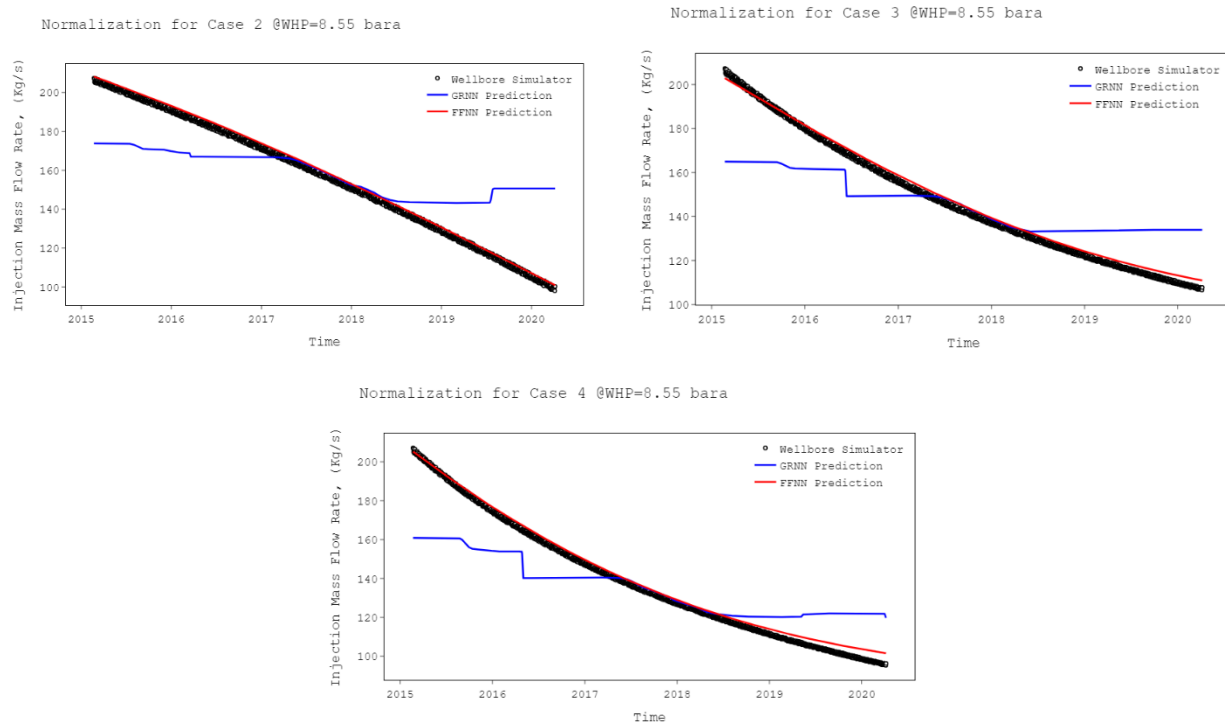 Normalization for Case 2 @WHP=8.55 bara
Injection Mass Flow Rate, (Kg/s)
200
180
160
140
120
100
Wellbore Simulator
GRNN Prediction
FFNN Prediction
2015 2016 2017 2018 2019 2020
Time
Normalization for Case 3 @WHP=8.55 bara
Injection Mass Flow Rate, (Kg/s)
200
180
160
140
120
100
Wellbore Simulator
GRNN Prediction
FFNN Prediction
2015 2016 2017 2018 2019 2020
Time
Normalization for Case 4 @WHP=8.55 bara
Injection Mass Flow Rate, (Kg/s)
200
180
160
140
120
100
Wellbore Simulator
GRNN Prediction
FFNN Prediction
2015 2016 2017 2018 2019 2020
Time